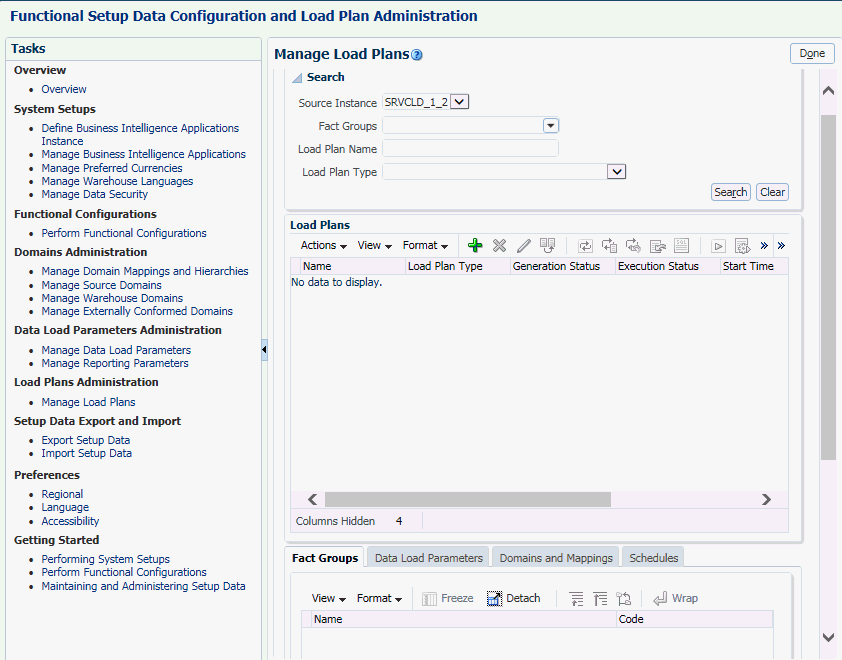 Functional Setup Data Configuration and Load Plan Administration
Tasks
Overview
Overview
System Setups
Define Business Intelligence Applications
Instance
Manage Business Intelligence Applications
Manage Preferred Currencies
Manage Warehouse Languages
Manage Data Security
Functional Configurations
Perform Functional Configurations
Domains Administration
Manage Domain Mappings and Hierarchies
Manage Source Domains
Manage Warehouse Domains
Manage Externally Conformed Domains
Data Load Parameters Administration
Manage Data Load Parameters
Manage Reporting Parameters
Load Plans Administration
Manage Load Plans
Setup Data Export and Import
Export Setup Data
Import Setup Data
Preferences
Regional
Language
Accessibility
Getting Started
Performing System Setups
Perform Functional Configurations
Maintaining and Administering Setup Data
Manage Load Plans
Done
Search
Source Instance SRVCLD_1_2
Fact Groups
Load Plan Name
Load Plan Type
Search Clear
Load Plans
Actions View Format
Name Load Plan Type Generation Status Execution Status Start Time
No data to display.
Columns Hidden 4
Fact Groups Data Load Parameters Domains and Mappings Schedules
View Format Freeze Detach Wrap
Name Code